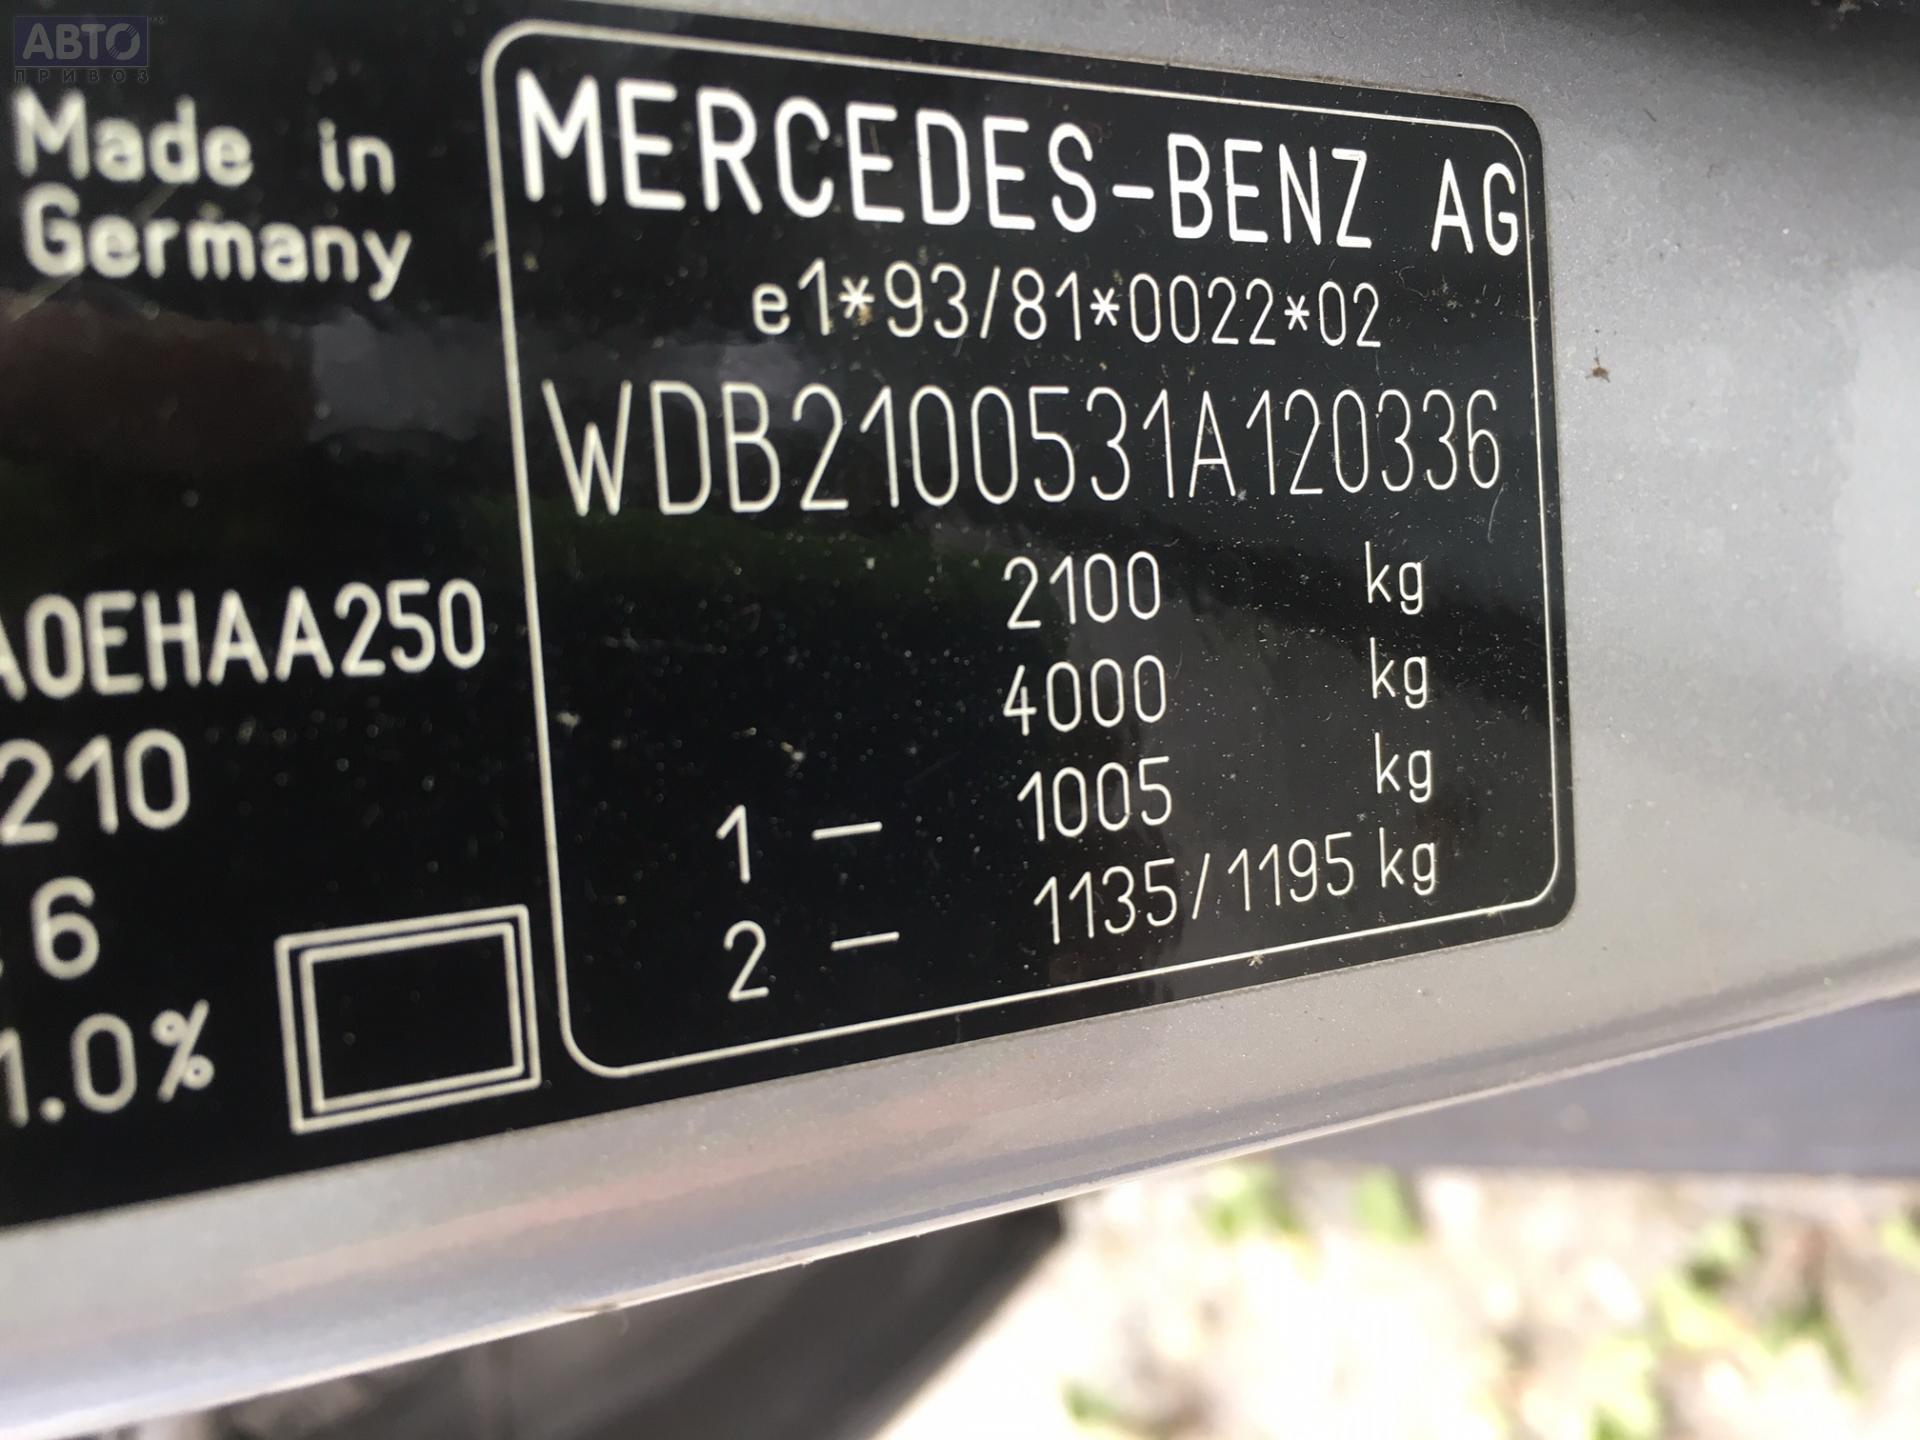 АВТО
ПРИВОЗ
Made in
Germany
A0EHAA250
210
6
1.0%
MERCEDES-BENZ AG
e1*93/81*0022*02
WDB2100531A120336
2100 kg
4000 kg
1 – 1005 kg
2 – 1135/1195 kg